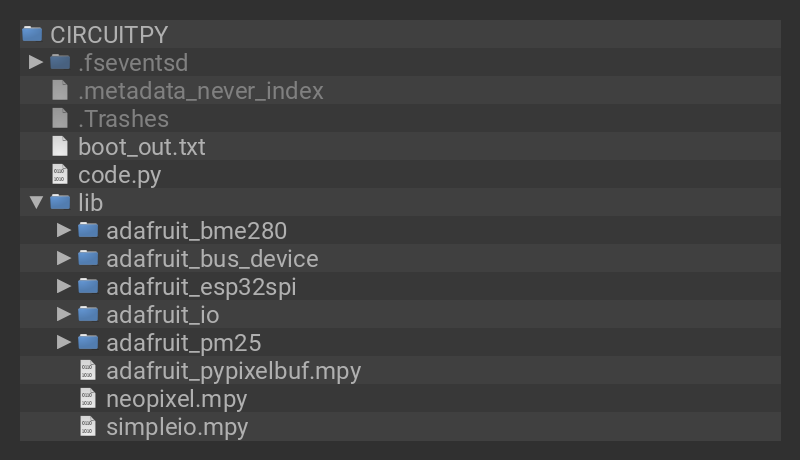 CIRCUITPY
.fseventsd
.metadata_never_index
.Trashes
boot_out.txt
code.py
lib
adafruit_bme280
adafruit_bus_device
adafruit_esp32spi
adafruit_io
adafruit_pm25
adafruit_pypixelbuf.mpy
neopixel.mpy
simpleio.mpy